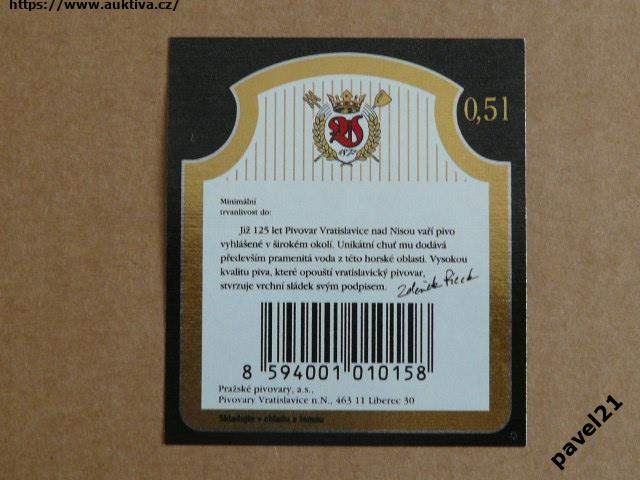 https://www.auktiva.cz/
0,5l
Minimální
trvanlivost do:
Již 125 let Pivovar Vratislavice nad Nisou vaří pivo
vyhlášené v širokém okolí. Unikátní chuť mu dodává
především pramenitá voda z této horské oblasti. Vysokou
kvalitu piva, které opouští vratislavický pivovar,
stvrzuje vrchní sládek svým podpisem.
8 594001 010158
Pražské pivovary, a.s.,
Pivovary Vratislavice n.N., 463 11 Liberec 30
Skladujte v chladu a temnu
pavel21